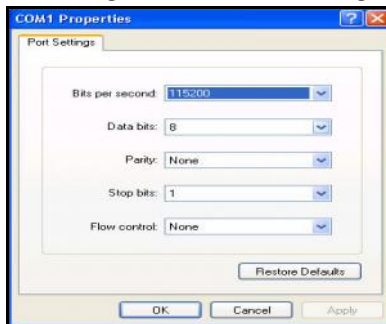 COM1 Properties
Port Settings
Bits per second: 115200
Data bits: 8
Parity: None
Stop bits: 1
Flow control: None
Restore Defaults
OK Cancel Apply